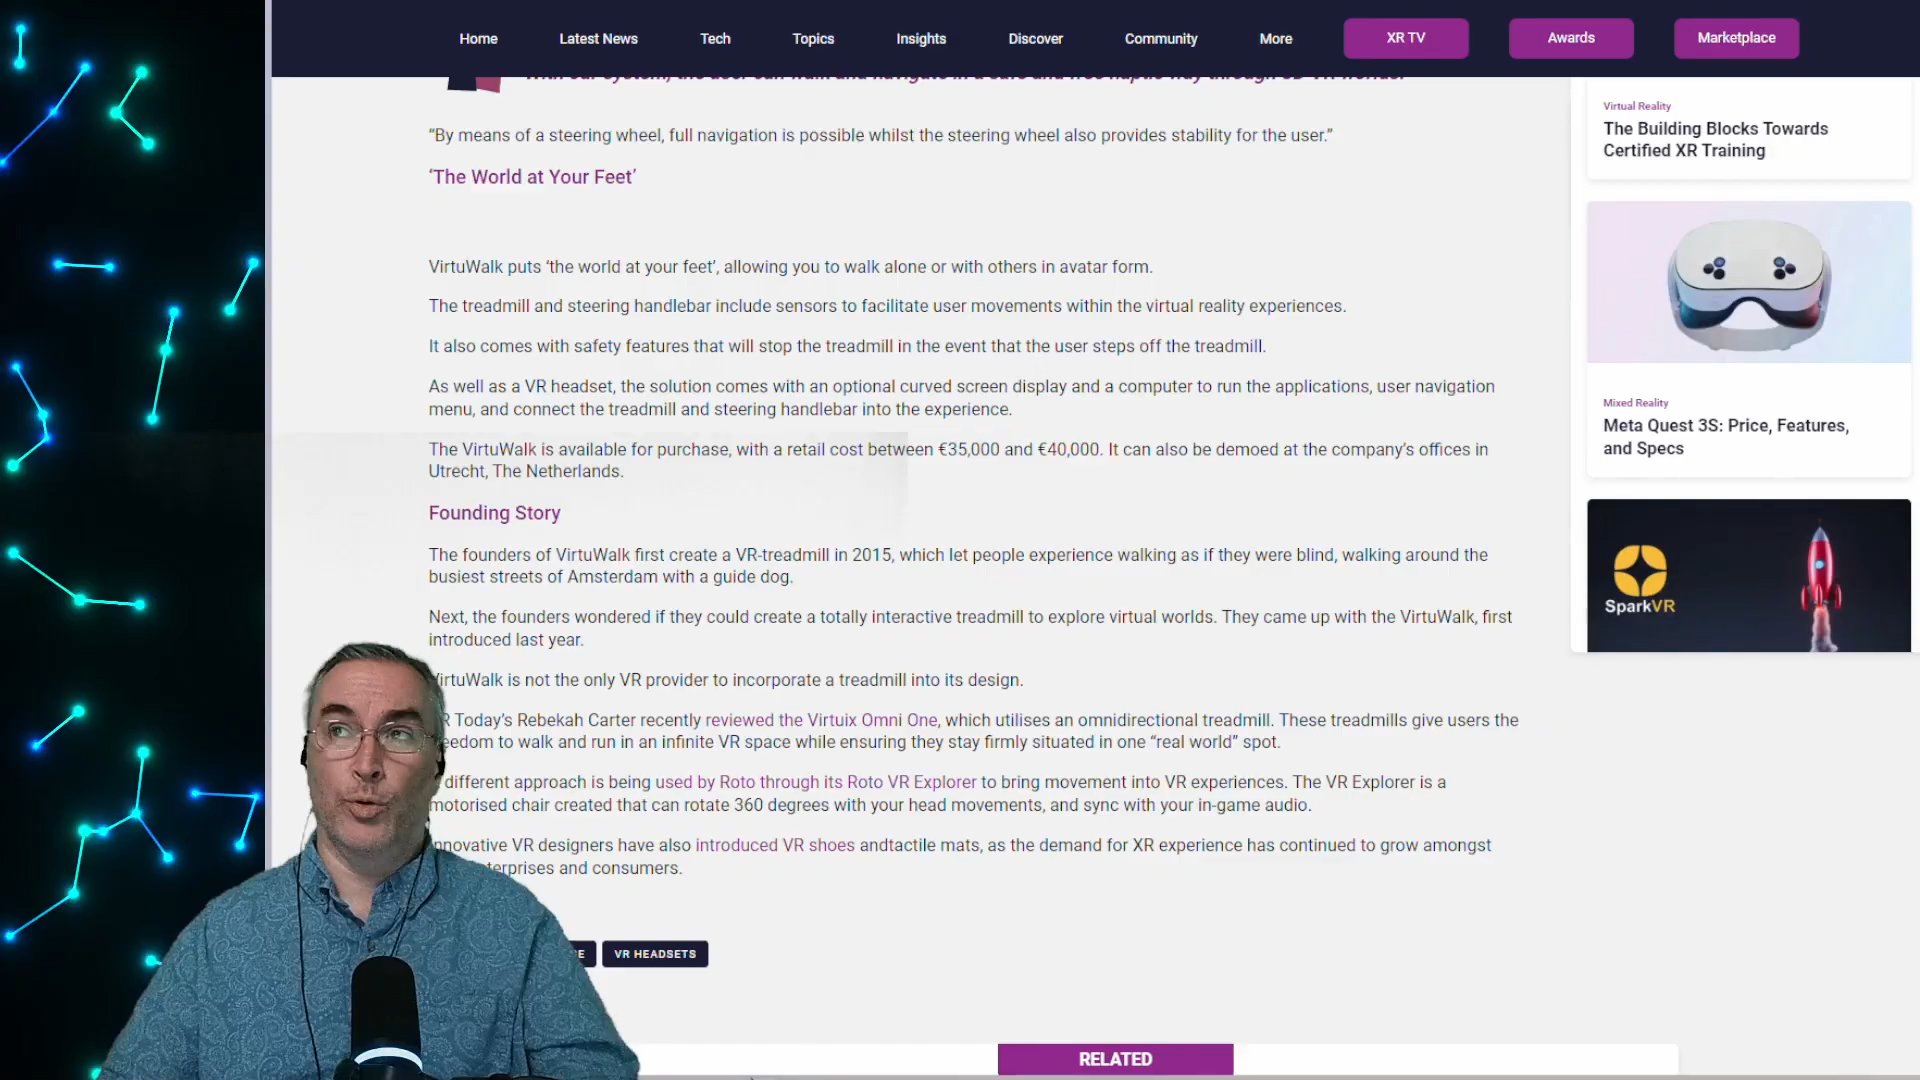 Home Latest News Tech Topics Insights Discover Community More XR TV Awards Marketplace
“By means of a steering wheel, full navigation is possible whilst the steering wheel also provides stability for the user.”
‘The World at Your Feet’
VirtuWalk puts ‘the world at your feet’, allowing you to walk alone or with others in avatar form.
The treadmill and steering handlebar include sensors to facilitate user movements within the virtual reality experiences.
It also comes with safety features that will stop the treadmill in the event that the user steps off the treadmill.
As well as a VR headset, the solution comes with an optional curved screen display and a computer to run the applications, user navigation
menu, and connect the treadmill and steering handlebar into the experience.
The VirtuWalk is available for purchase, with a retail cost between €35,000 and €40,000. It can also be demoed at the company’s offices in
Utrecht, The Netherlands.
Founding Story
The founders of VirtuWalk first create a VR-treadmill in 2015, which let people experience walking as if they were blind, walking around the
busiest streets of Amsterdam with a guide dog.
Next, the founders wondered if they could create a totally interactive treadmill to explore virtual worlds. They came up with the VirtuWalk, first
introduced last year.
VirtuWalk is not the only VR provider to incorporate a treadmill into its design.
R Today’s Rebekah Carter recently reviewed the Virtuix Omni One, which utilises an omnidirectional treadmill. These treadmills give users the
eedom to walk and run in an infinite VR space while ensuring they stay firmly situated in one “real world” spot.
different approach is being used by Roto through its Roto VR Explorer to bring movement into VR experiences. The VR Explorer is a
motorised chair created that can rotate 360 degrees with your head movements, and sync with your in-game audio.
nnovative VR designers have also introduced VR shoes andtactile mats, as the demand for XR experience has continued to grow amongst
erprises and consumers.
E VR HEADSETS
RELATED
Virtual Reality
The Building Blocks Towards
Certified XR Training
Mixed Reality
Meta Quest 3S: Price, Features,
and Specs
SparkVR